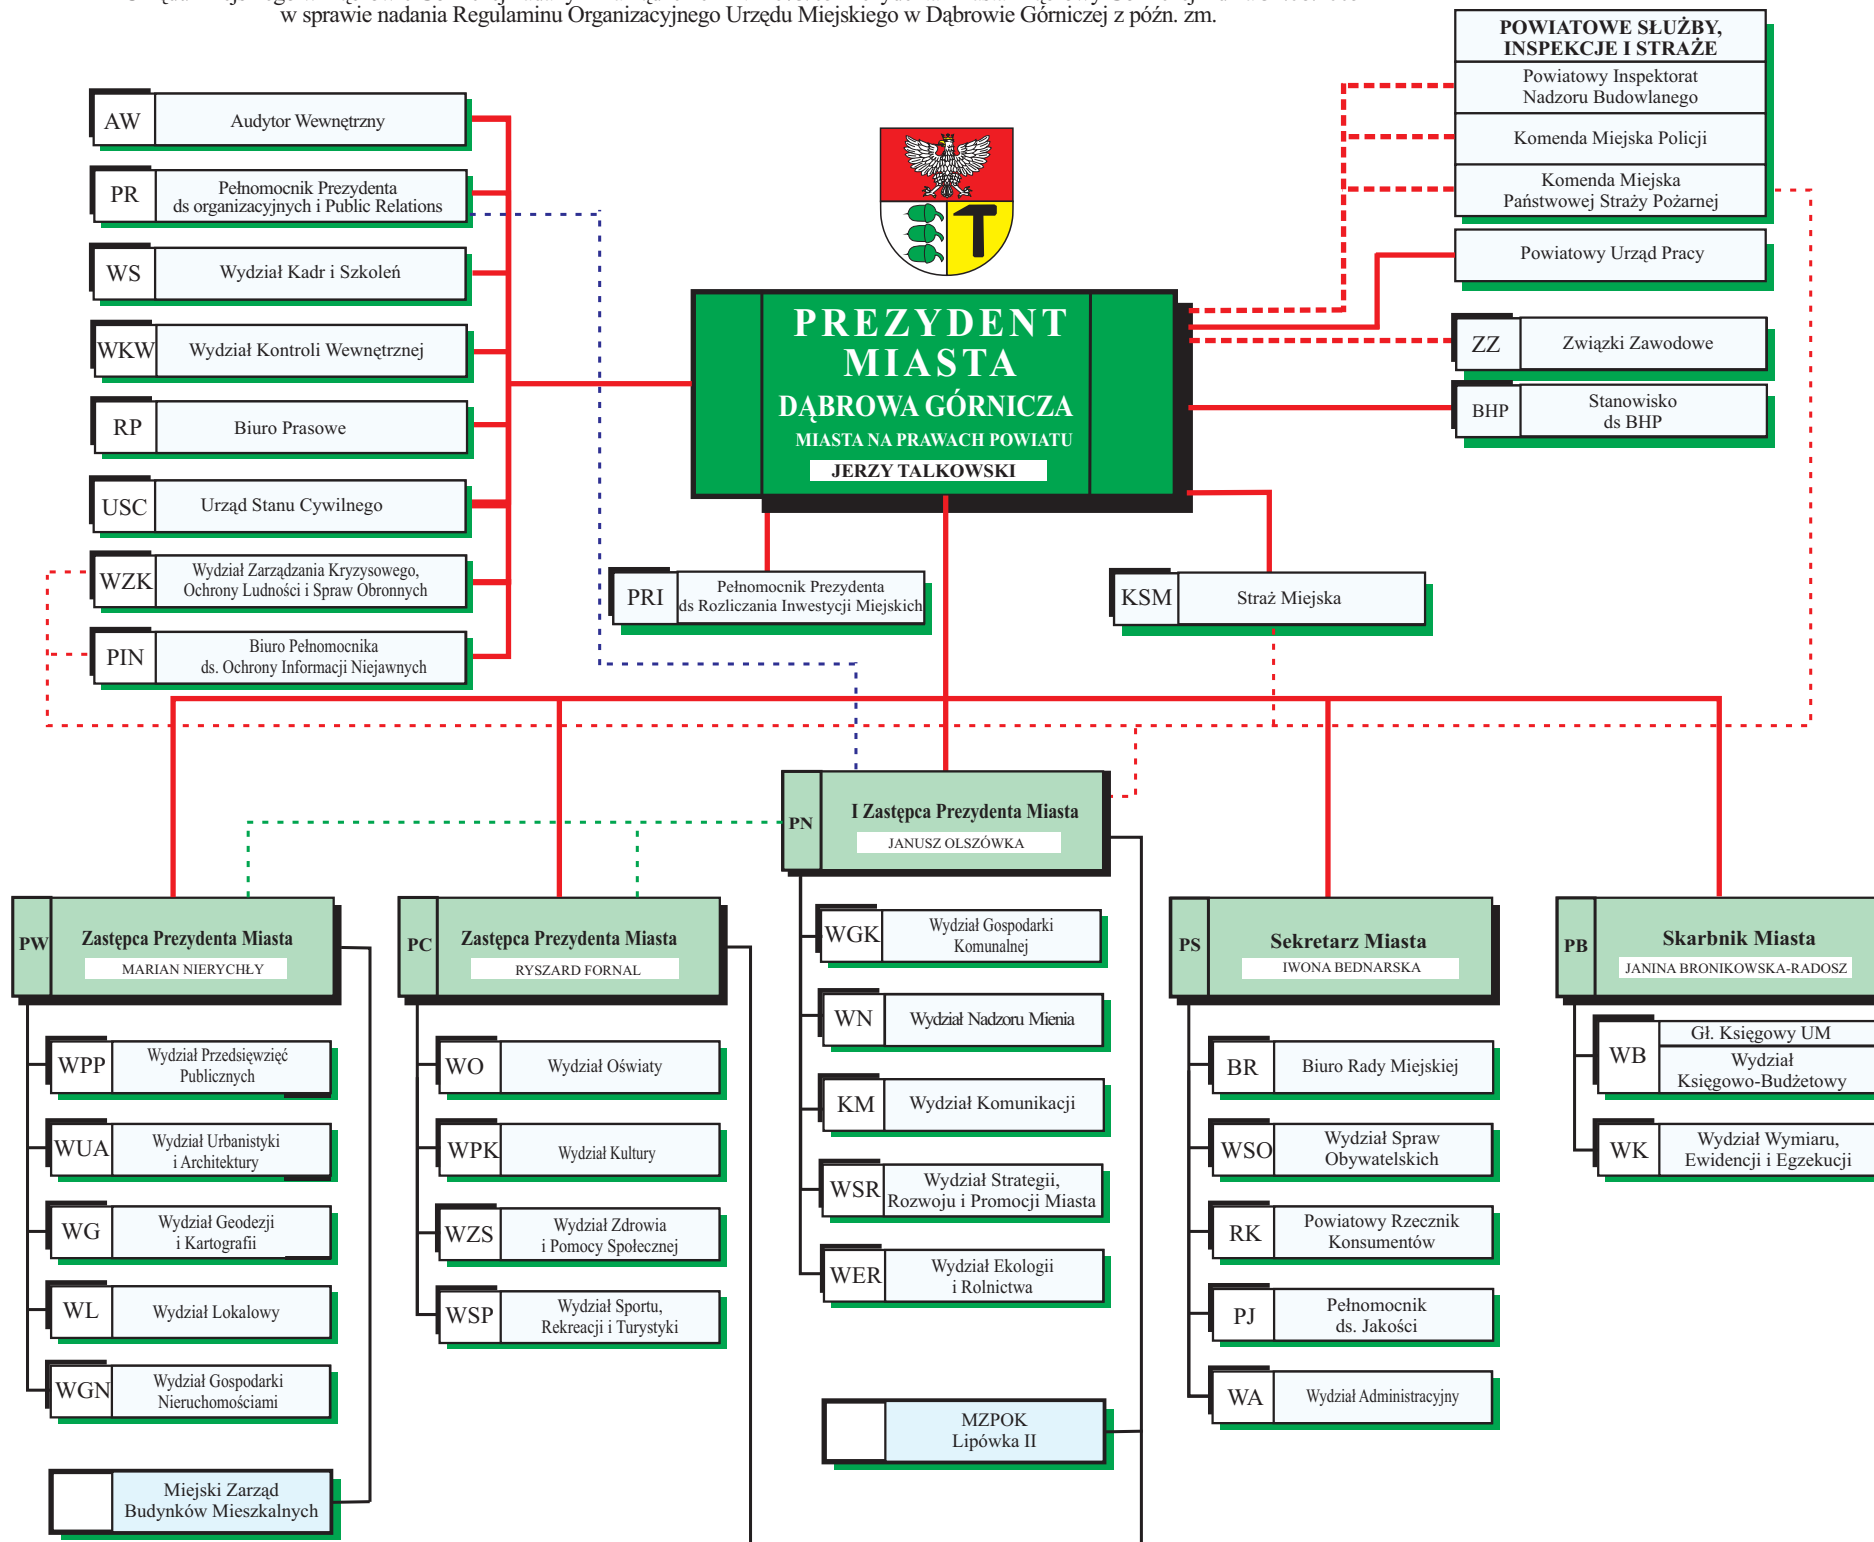 w sprawie nadania Regulaminu Organizacyjnego Urzędu Miejskiego w Dąbrowie Górniczej z późn. zm.
POWIATOWE SŁUŻBY,
INSPEKCJE I STRAŻE
Powiatowy Inspektorat
Nadzoru Budowlanego
Komenda Miejska Policji
Komenda Miejska
Państwowej Straży Pożarnej
Powiatowy Urząd Pracy
ZZ
Związki Zawodowe
BHP
Stanowisko
ds BHP
AW
Audytor Wewnętrzny
PR
Pełnomocnik Prezydenta
ds organizacyjnych i Public Relations
WS
Wydział Kadr i Szkoleń
WKW
Wydział Kontroli Wewnętrznej
RP
Biuro Prasowe
USC
Urząd Stanu Cywilnego
WZK
Wydział Zarządzania Kryzysowego,
Ochrony Ludności i Spraw Obronnych
PIN
Biuro Pełnomocnika
ds. Ochrony Informacji Niejawnych
PREZYDENT
MIASTA
DĄBROWA GÓRNICZA
MIASTA NA PRAWACH POWIATU
JERZY TALKOWSKI
PRI
Pełnomocnik Prezydenta
ds Rozliczania Inwestycji Miejskich
KSM
Straż Miejska
PN
I Zastępca Prezydenta Miasta
JANUSZ OLSZÓWKA
PW
Zastępca Prezydenta Miasta
MARIAN NIERYCHŁY
PC
Zastępca Prezydenta Miasta
RYSZARD FORNAL
PS
Sekretarz Miasta
IWONA BEDNARSKA
PB
Skarbnik Miasta
JANINA BRONIKOWSKA-RADOSZ
WPP
Wydział Przedsięwzięć
Publicznych
WUA
Wydział Urbanistyki
i Architektury
WG
Wydział Geodezji
i Kartografii
WL
Wydział Lokalowy
WGN
Wydział Gospodarki
Nieruchomościami
Miejski Zarząd
Budynków Mieszkalnych
WO
Wydział Oświaty
WPK
Wydział Kultury
WZS
Wydział Zdrowia
i Pomocy Społecznej
WSP
Wydział Sportu,
Rekreacji i Turystyki
WGK
Wydział Gospodarki
Komunalnej
WN
Wydział Nadzoru Mienia
KM
Wydział Komunikacji
WSR
Wydział Strategii,
Rozwoju i Promocji Miasta
WER
Wydział Ekologii
i Rolnictwa
MZPOK
Lipówka II
BR
Biuro Rady Miejskiej
WSO
Wydział Spraw
Obywatelskich
RK
Powiatowy Rzecznik
Konsumentów
PJ
Pełnomocnik
ds. Jakości
WA
Wydział Administracyjny
WB
Gł. Księgowy UM
Wydział
Księgowo-Budżetowy
WK
Wydział Wymiaru,
Ewidencji i Egzekucji